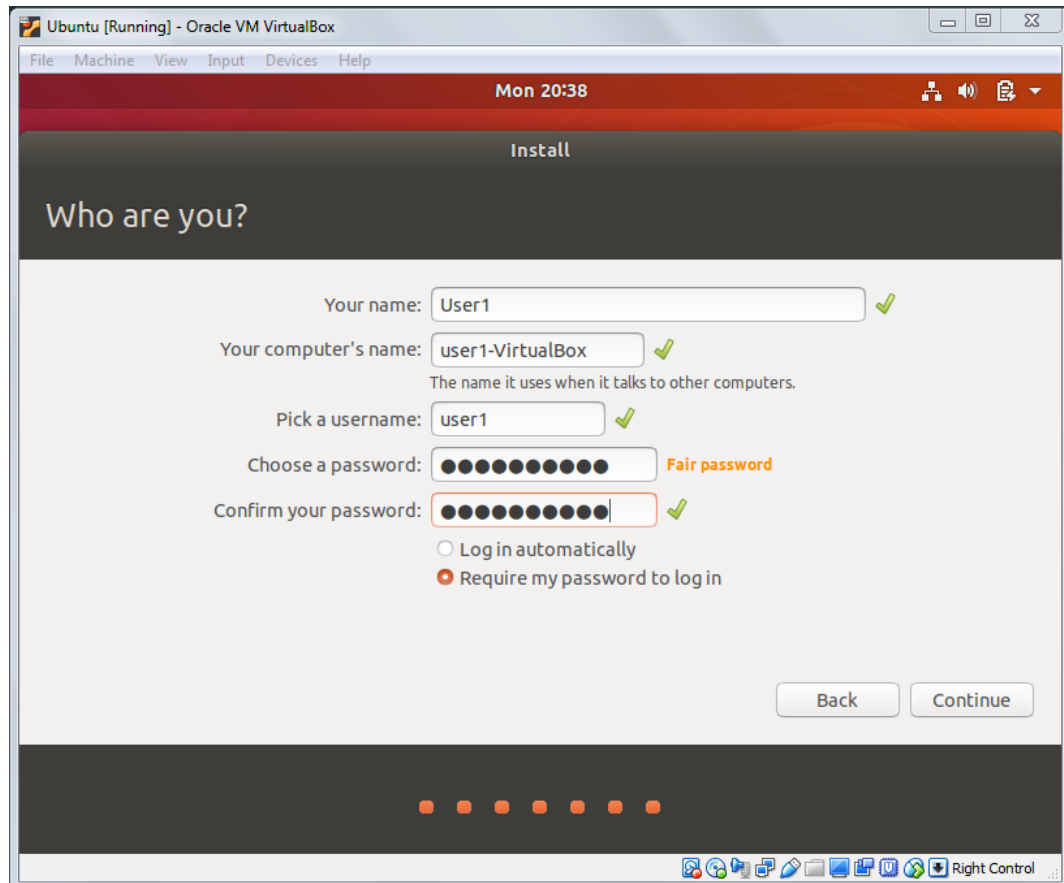 Ubuntu [Running] - Oracle VM VirtualBox
File Machine View Input Devices Help
Mon 20:38
Install
Who are you?
Your name: User1
Your computer's name: user1-VirtualBox
The name it uses when it talks to other computers.
Pick a username: user1
Choose a password: ●●●●●●●●●● Fair password
Confirm your password: ●●●●●●●●●●
Log in automatically
Require my password to log in
Back Continue
Right Control